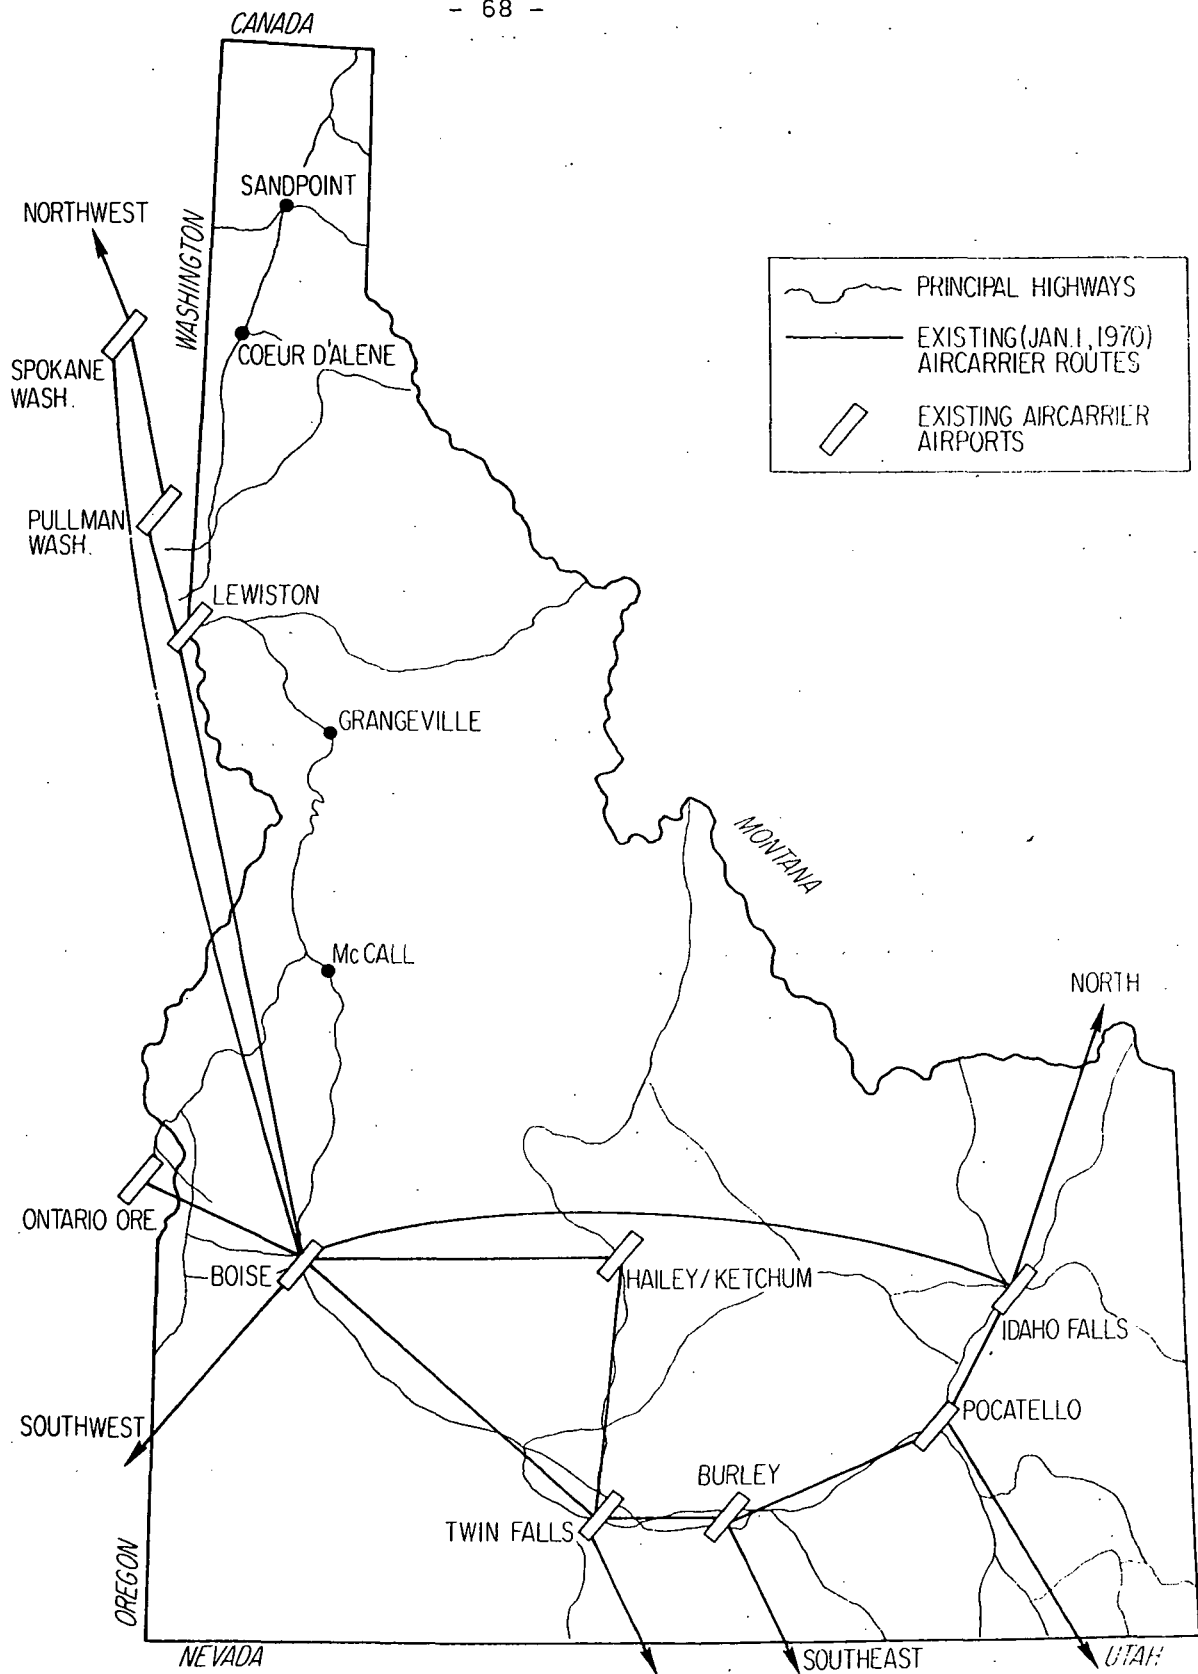 - 68 -
CANADA
SANDPOINT
NORTHWEST
WASHINGTON
PRINCIPAL HIGHWAYS
EXISTING (JAN. 1, 1970)
AIRCARRIER ROUTES
EXISTING AIRCARRIER
AIRPORTS
COEUR D'ALENE
SPOKANE
WASH.
PULLMAN
WASH.
LEWISTON
GRANGEVILLE
MONTANA
McCALL
NORTH
ONTARIO ORE.
BOISE
HAILEY/KETCHUM
IDAHO FALLS
SOUTHWEST
POCATELLO
BURLEY
TWIN FALLS
OREGON
NEVADA
SOUTHEAST
UTAH